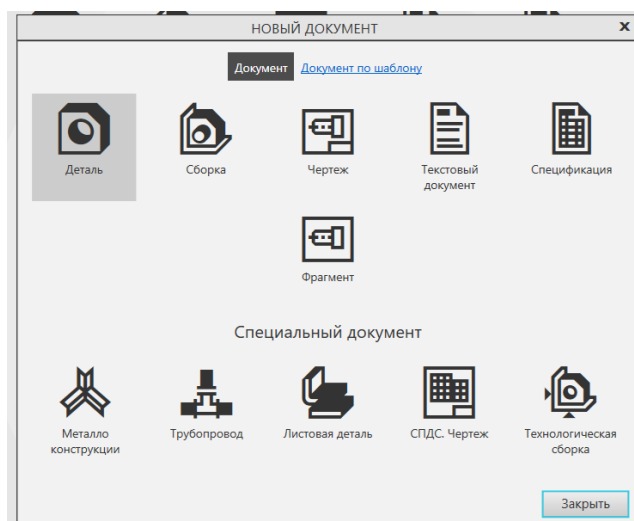 НОВЫЙ ДОКУМЕНТ x
Документ Документ по шаблону
Деталь Сборка Чертеж Текстовый документ Спецификация
Фрагмент
Специальный документ
Металло конструкции Трубопровод Листовая деталь СПДС. Чертеж Технологическая сборка
Закрыть